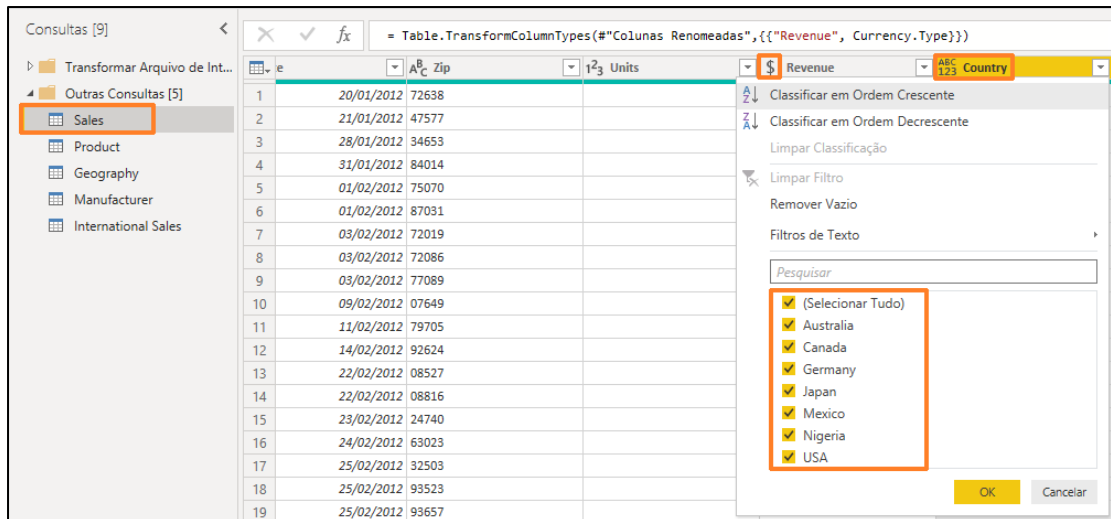 Consultas [9]
= Table.TransformColumnTypes(#"Colunas Renomeadas",{{"Revenue", Currency.Type}})
Transformar Arquivo de Int...
Outras Consultas [5]
Sales
Product
Geography
Manufacturer
International Sales
e ABC Zip 123 Units $ Revenue ABC 123 Country
1 20/01/2012 72638
2 21/01/2012 47577
3 28/01/2012 34653
4 31/01/2012 84014
5 01/02/2012 75070
6 01/02/2012 87031
7 03/02/2012 72019
8 03/02/2012 72086
9 03/02/2012 77089
10 09/02/2012 07649
11 11/02/2012 79705
12 14/02/2012 92624
13 22/02/2012 08527
14 22/02/2012 08816
15 23/02/2012 24740
16 24/02/2012 63023
17 25/02/2012 32503
18 25/02/2012 93523
19 25/02/2012 93657
Classificar em Ordem Crescente
Classificar em Ordem Decrescente
Limpar Classificação
Limpar Filtro
Remover Vazio
Filtros de Texto
Pesquisar
(Selecionar Tudo)
Australia
Canada
Germany
Japan
Mexico
Nigeria
USA
OK Cancelar